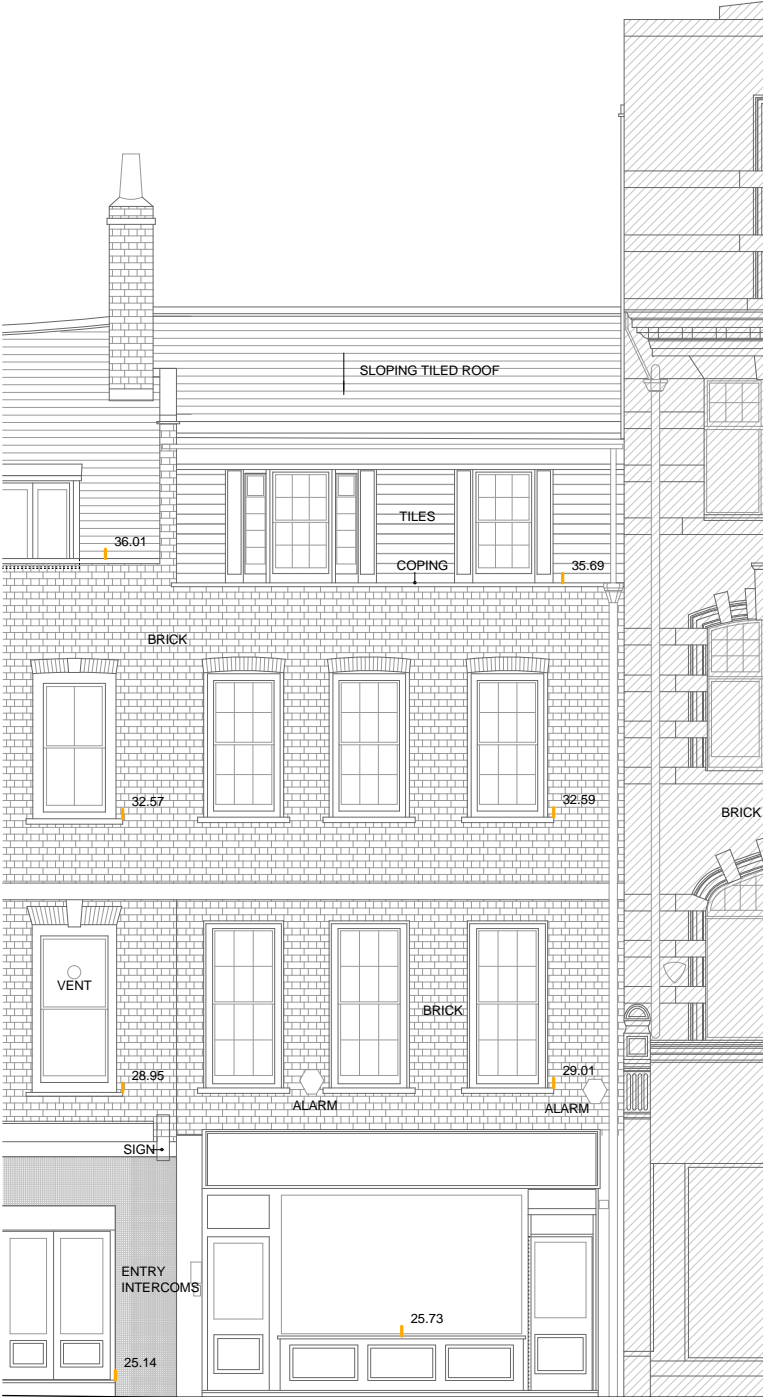 SLOPING TILED ROOF
TILES
36.01
COPING
35.69
BRICK
32.57
32.59
BRICK
VENT
BRICK
28.95
29.01
ALARM
ALARM
SIGN
ENTRY
INTERCOMS
25.73
25.14